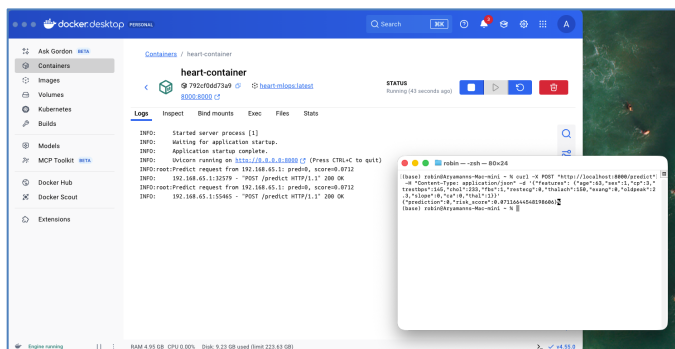 docker.desktop PERSONAL
Search
⌘K
4
A
Ask Gordon BETA
Containers
Images
Volumes
Kubernetes
Builds
Models
MCP Toolkit BETA
Docker Hub
Docker Scout
Extensions
Containers / heart-container
heart-container
792cf0dd73a9
heart-mlops:latest
8000:8000
STATUS
Running (43 seconds ago)
Logs Inspect Bind mounts Exec Files Stats
INFO: Started server process [1]
INFO: Waiting for application startup.
INFO: Application startup complete.
INFO: Uvicorn running on http://0.0.0.0:8000 (Press CTRL+C to quit)
INFO:root:Predict request from 192.168.65.1: pred=0, score=0.0712
INFO: 192.168.65.1:32579 - "POST /predict HTTP/1.1" 200 OK
INFO:root:Predict request from 192.168.65.1: pred=0, score=0.0712
INFO: 192.168.65.1:55465 - "POST /predict HTTP/1.1" 200 OK
robin — -zsh — 80×24
(base) robin@Aryamanns-Mac-mini ~ % curl -X POST "http://localhost:8000/predict"
-H "Content-Type: application/json" -d '{"features": {"age":63,"sex":1,"cp":3,"
trestbps":145,"chol":233,"fbs":1,"restecg":0,"thalach":150,"exang":0,"oldpeak":2
.3,"slope":0,"ca":0,"thal":1}}'
{"prediction":0,"risk_score":0.07116644548198606}%
(base) robin@Aryamanns-Mac-mini ~ %
Engine running
RAM 4.95 GB CPU 0.00% Disk: 9.23 GB used (limit 223.63 GB)
v4.55.0